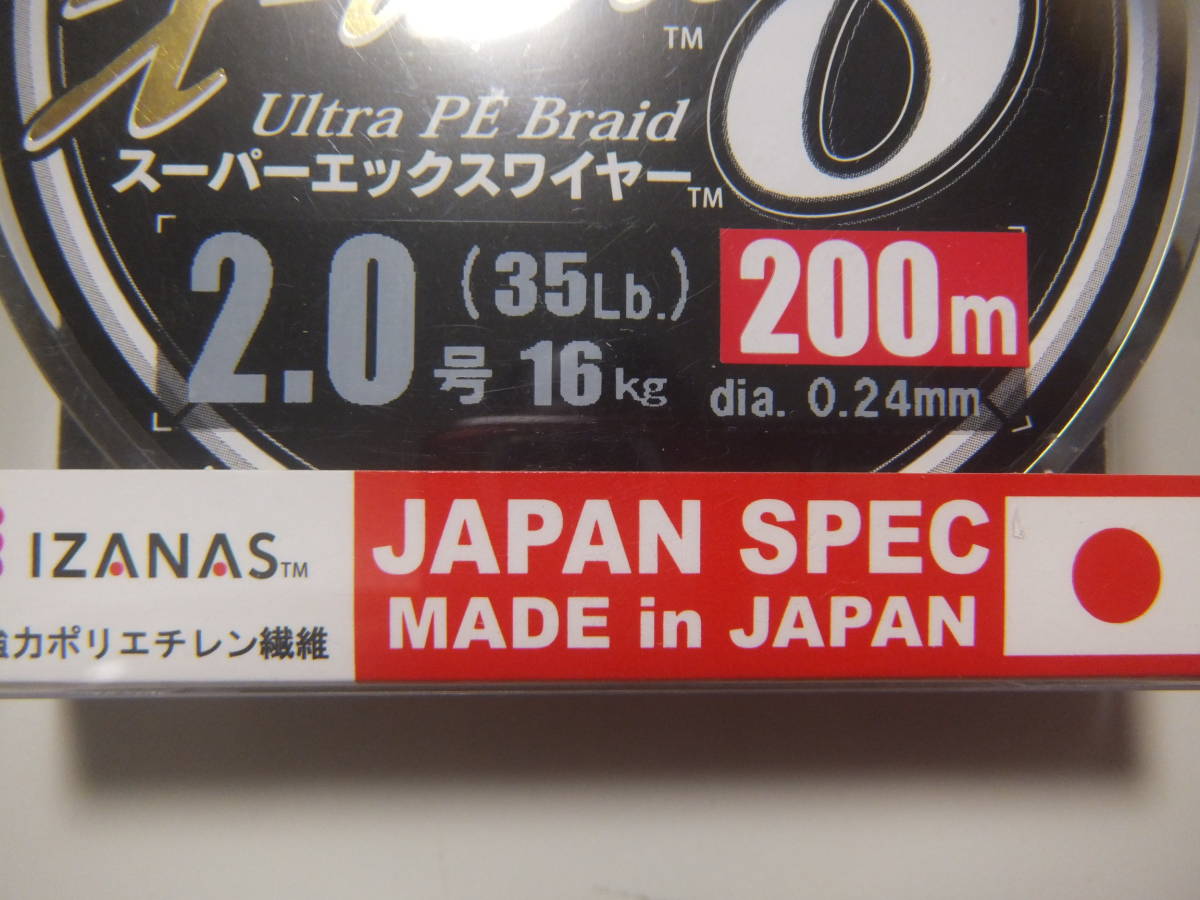 ™
8
Ultra PE Braid
スーパーエックスワイヤー™
2.0号 (35Lb.) 16kg
200m
dia. 0.24mm
IZANAS™
強力ポリエチレン繊維
JAPAN SPEC
MADE in JAPAN